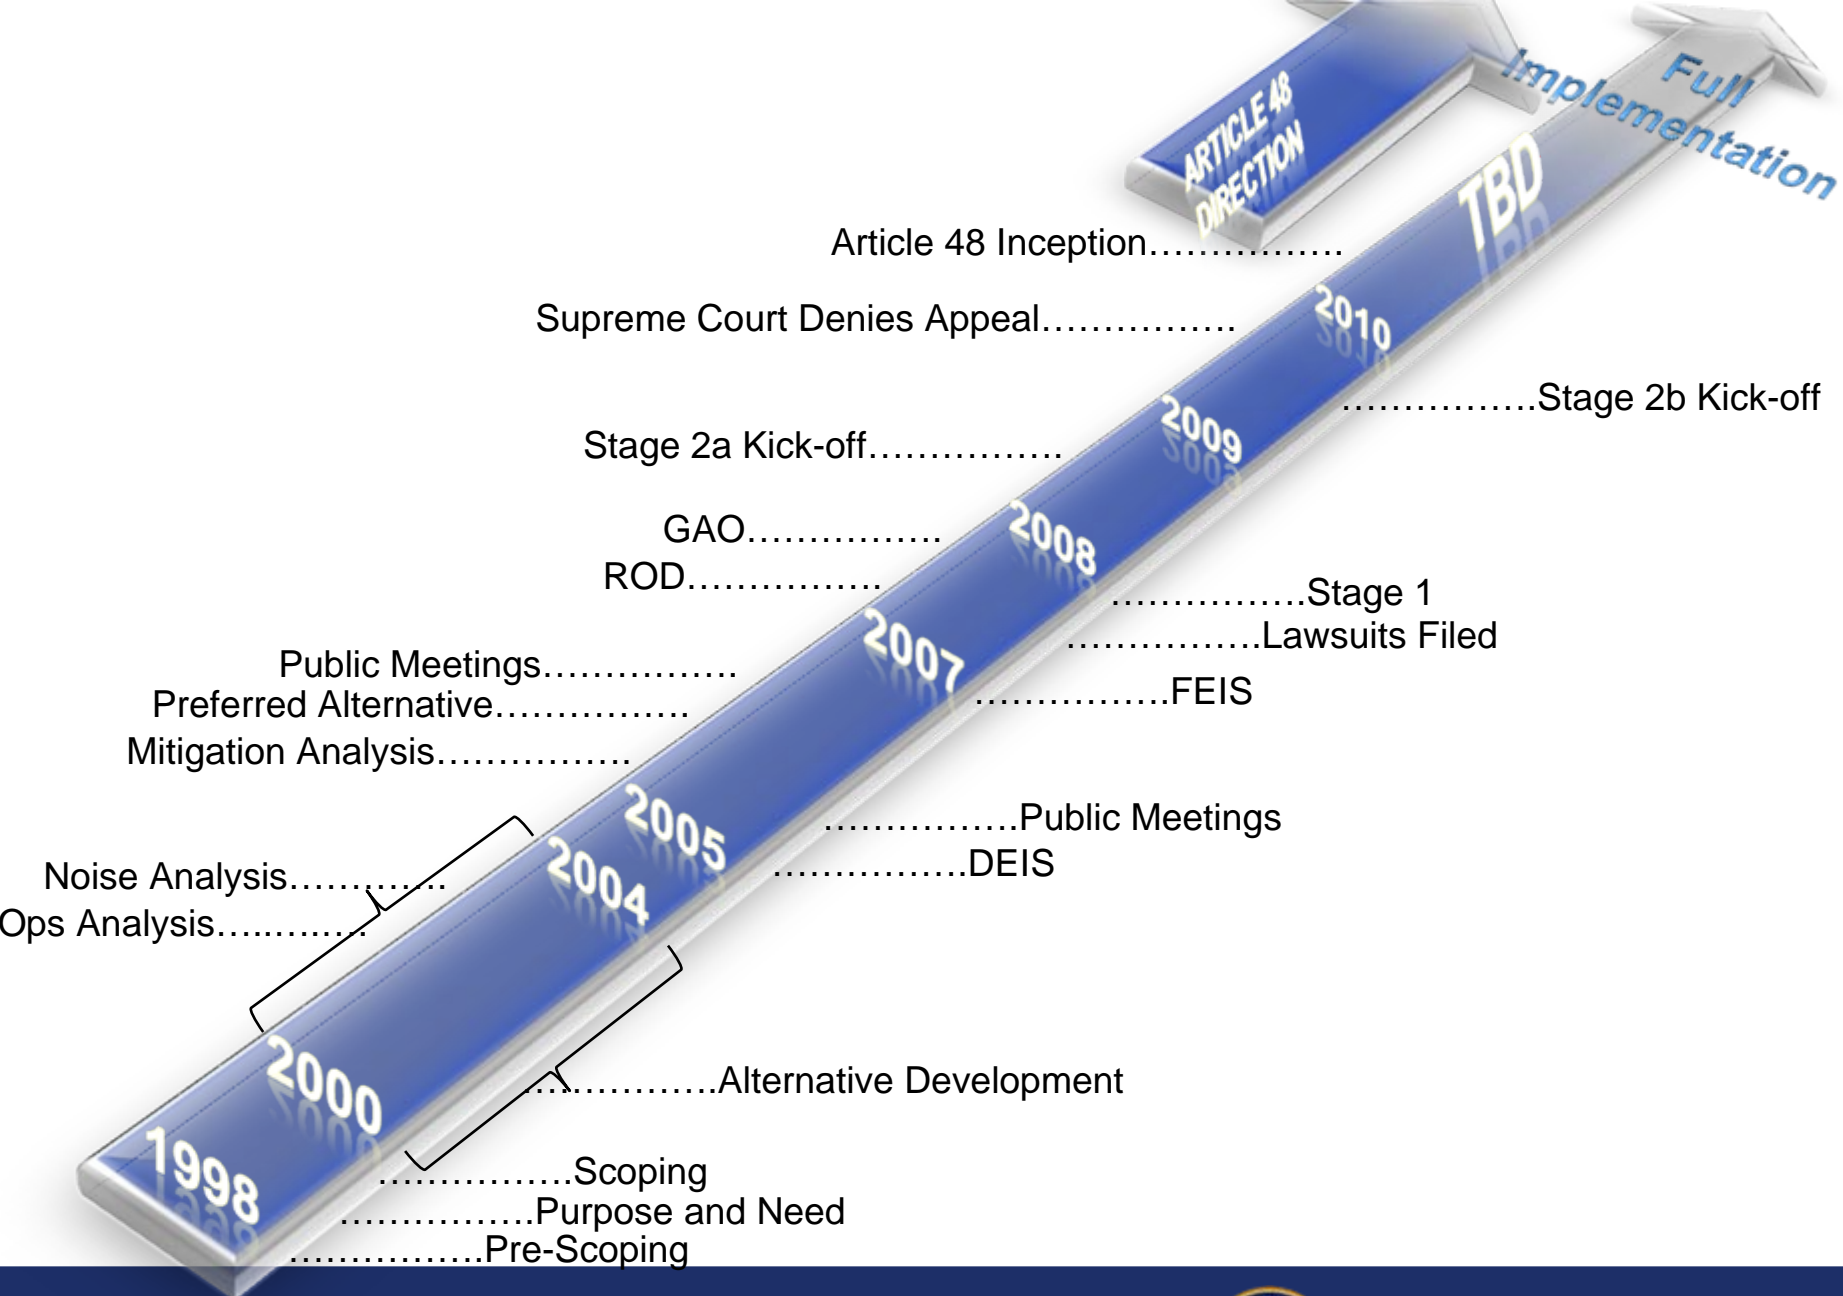 Full
Implementation
ARTICLE 48
DIRECTION
TBD
Article 48 Inception…………….
Supreme Court Denies Appeal…………….
2010
…………….Stage 2b Kick-off
2009
Stage 2a Kick-off…………….
2008
GAO…………….
ROD…………….
…………….Stage 1
…………….Lawsuits Filed
2007
Public Meetings…………….
…………….FEIS
Preferred Alternative…………….
Mitigation Analysis…………….
2005
…………….Public Meetings
2004
…………….DEIS
Noise Analysis………….
Ops Analysis…..…..….
2000
…………….Alternative Development
1998
…………….Scoping
…………….Purpose and Need
…………….Pre-Scoping